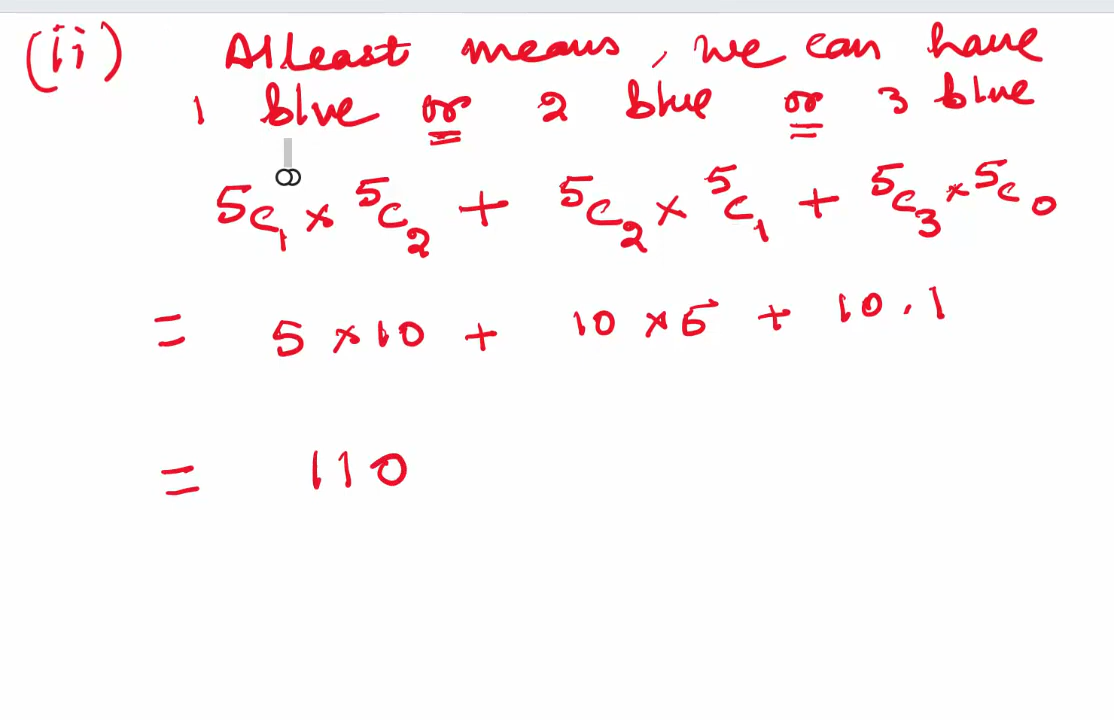 (ii) Atleast means, we can have
1 blue or 2 blue or 3 blue
5C1 × 5C2 + 5C2 × 5C1 + 5C3 × 5C0
= 5 × 10 + 10 × 5 + 10 . 1
= 110